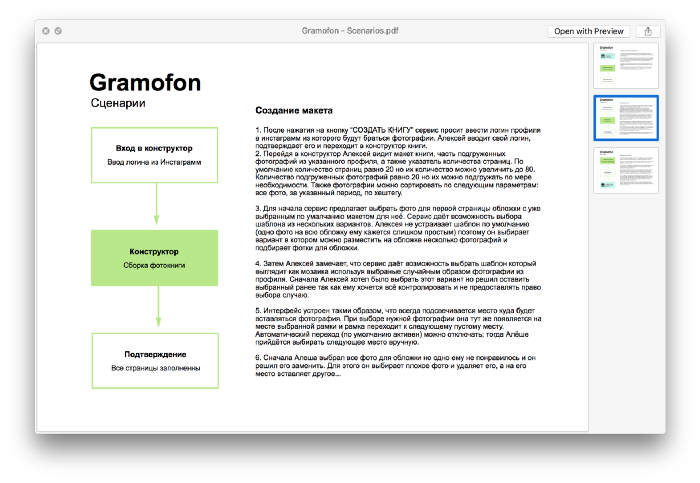 Gramofon - Scenarios.pdf
Open with Preview
Gramofon
Сценарии
Вход в конструктор
Ввод логина из Инстаграмм
Конструктор
Сборка фотокниги
Подтверждение
Все страницы заполненны
Создание макета
1. После нажатия на кнопку "СОЗДАТЬ КНИГУ" сервис просит ввести логин профиля
в инстаграмм из которого будут браться фотографии. Алексей вводит свой логин,
подтверждает его и переходит в конструктор книги.
2. Перейдя в конструктор Алексей видит макет книги, часть подгруженных
фотографий из указанного профиля, а также указатель количества страниц. По
умолчанию количество страниц равно 20 но их количество можно увеличить до 80.
Количество подгруженных фотографий равно 20 но их можно подгружать по мере
необходимости. Также фотографии можно сортировать по следующим параметрам:
все фото, за указанный период, по хештегу.
3. Для начала сервис предлагает выбрать фото для первой страницы обложки с уже
выбранным по умалчанию макетом для неё. Сервис даёт возможность выбора
шаблона из нескольких вариантов. Алексея не устраивает шаблон по умолчанию
(одно фото на всю обложку ему кажется слишком простым) поэтому он выбирает
вариант в котором можно разместить на обложке несколько фотографий и
подбирает фотки для обложки.
4. Затем Алексей замечает, что сервис даёт возможность выбрать шаблон который
выглядит как мозаика используя выбраные случайным образом фотографии из
профиля. Сначала Алексей хотел было выбрать этот вариант но решил оставить
выбранный ранее так как ему хочется всё контролировать и не предоставлять право
выбора случаю.
5. Интерфейс устроен таким образом, что всегда подсвечивается место куда будет
вставляться фотография. При выборе нужной фотографии она тут же появляется на
месте выбранной рамки и рамка переходит к следующему пустому месту.
Автоматический переход (по умолчанию активен) можно отключить; тогда Алёше
прийдётся выбирать следующее место вручную.
6. Сначала Алеша выбрал все фото для обложки но одно ему не понравилось и он
решил его заменить. Для этого он выбирает плохое фото и удаляет его, а на его
место вставляет другое...